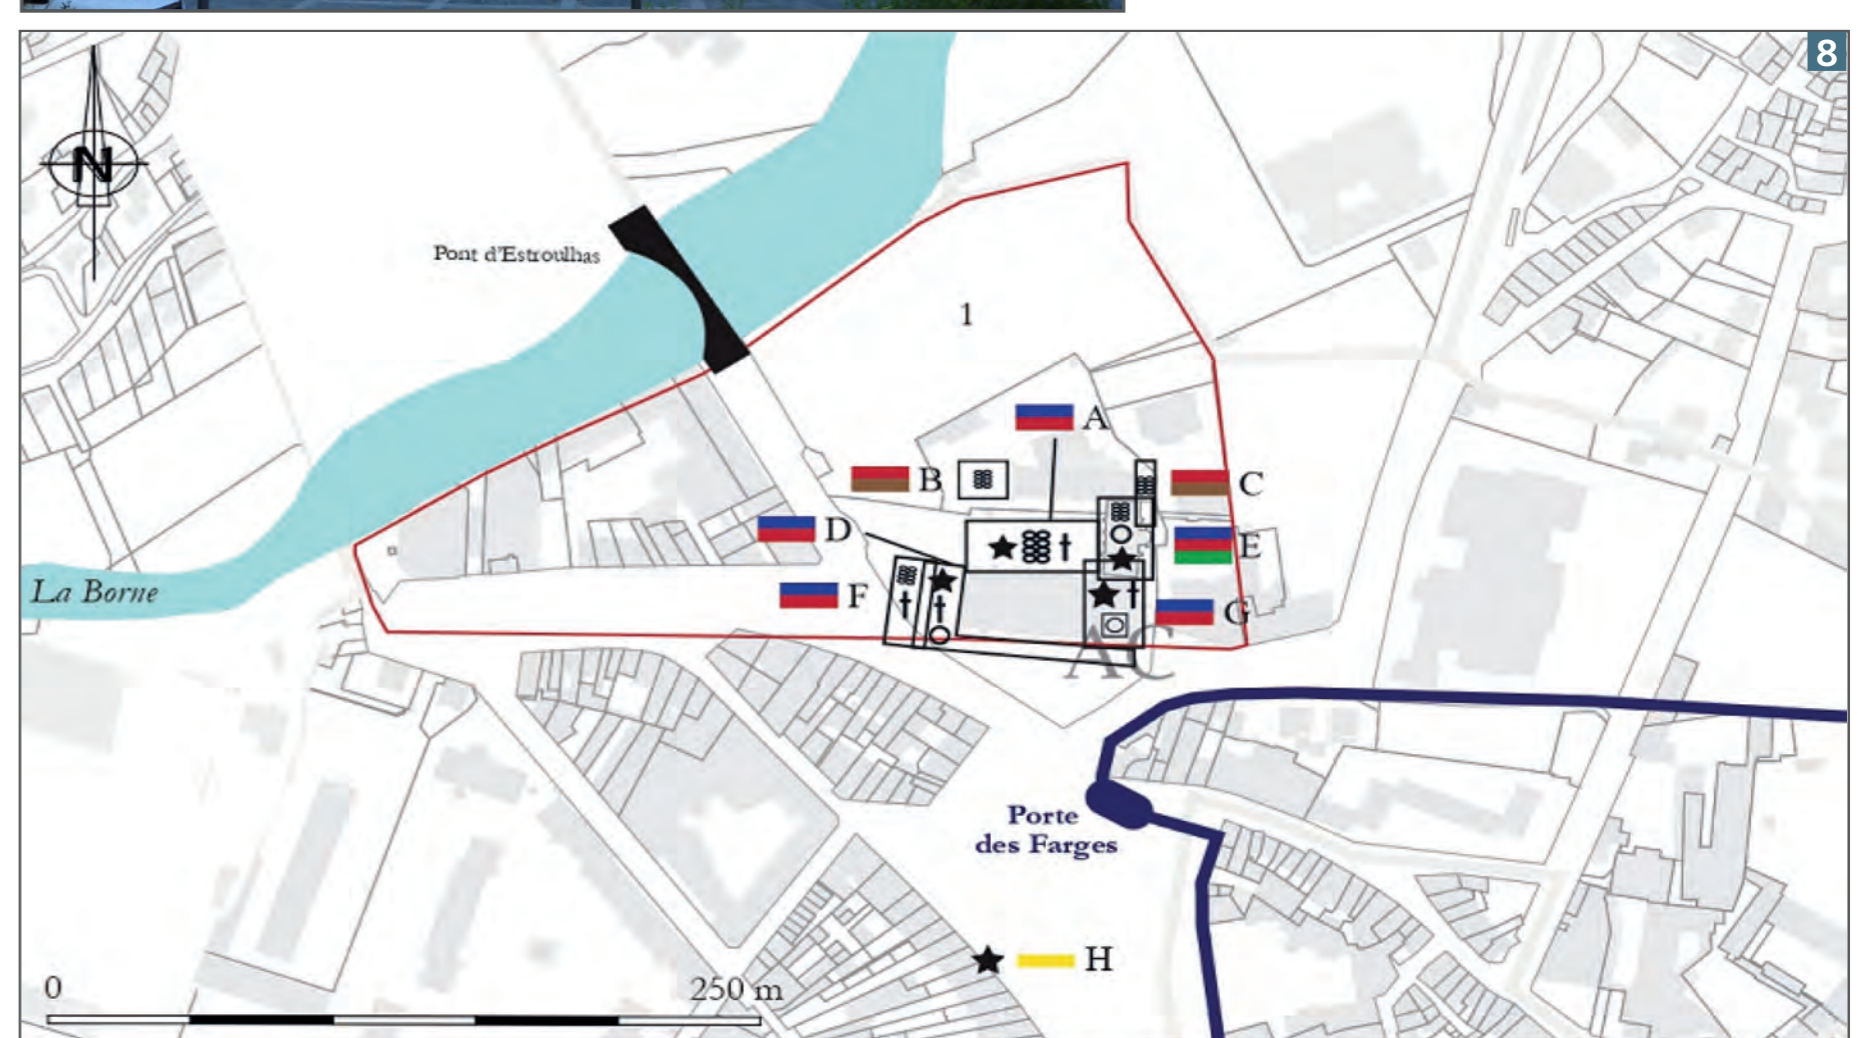 8
N
Pont d'Estroulhas
1
A
B
C
D
E
F
G
AC
La Borne
Porte
des Farges
H
0
250 m